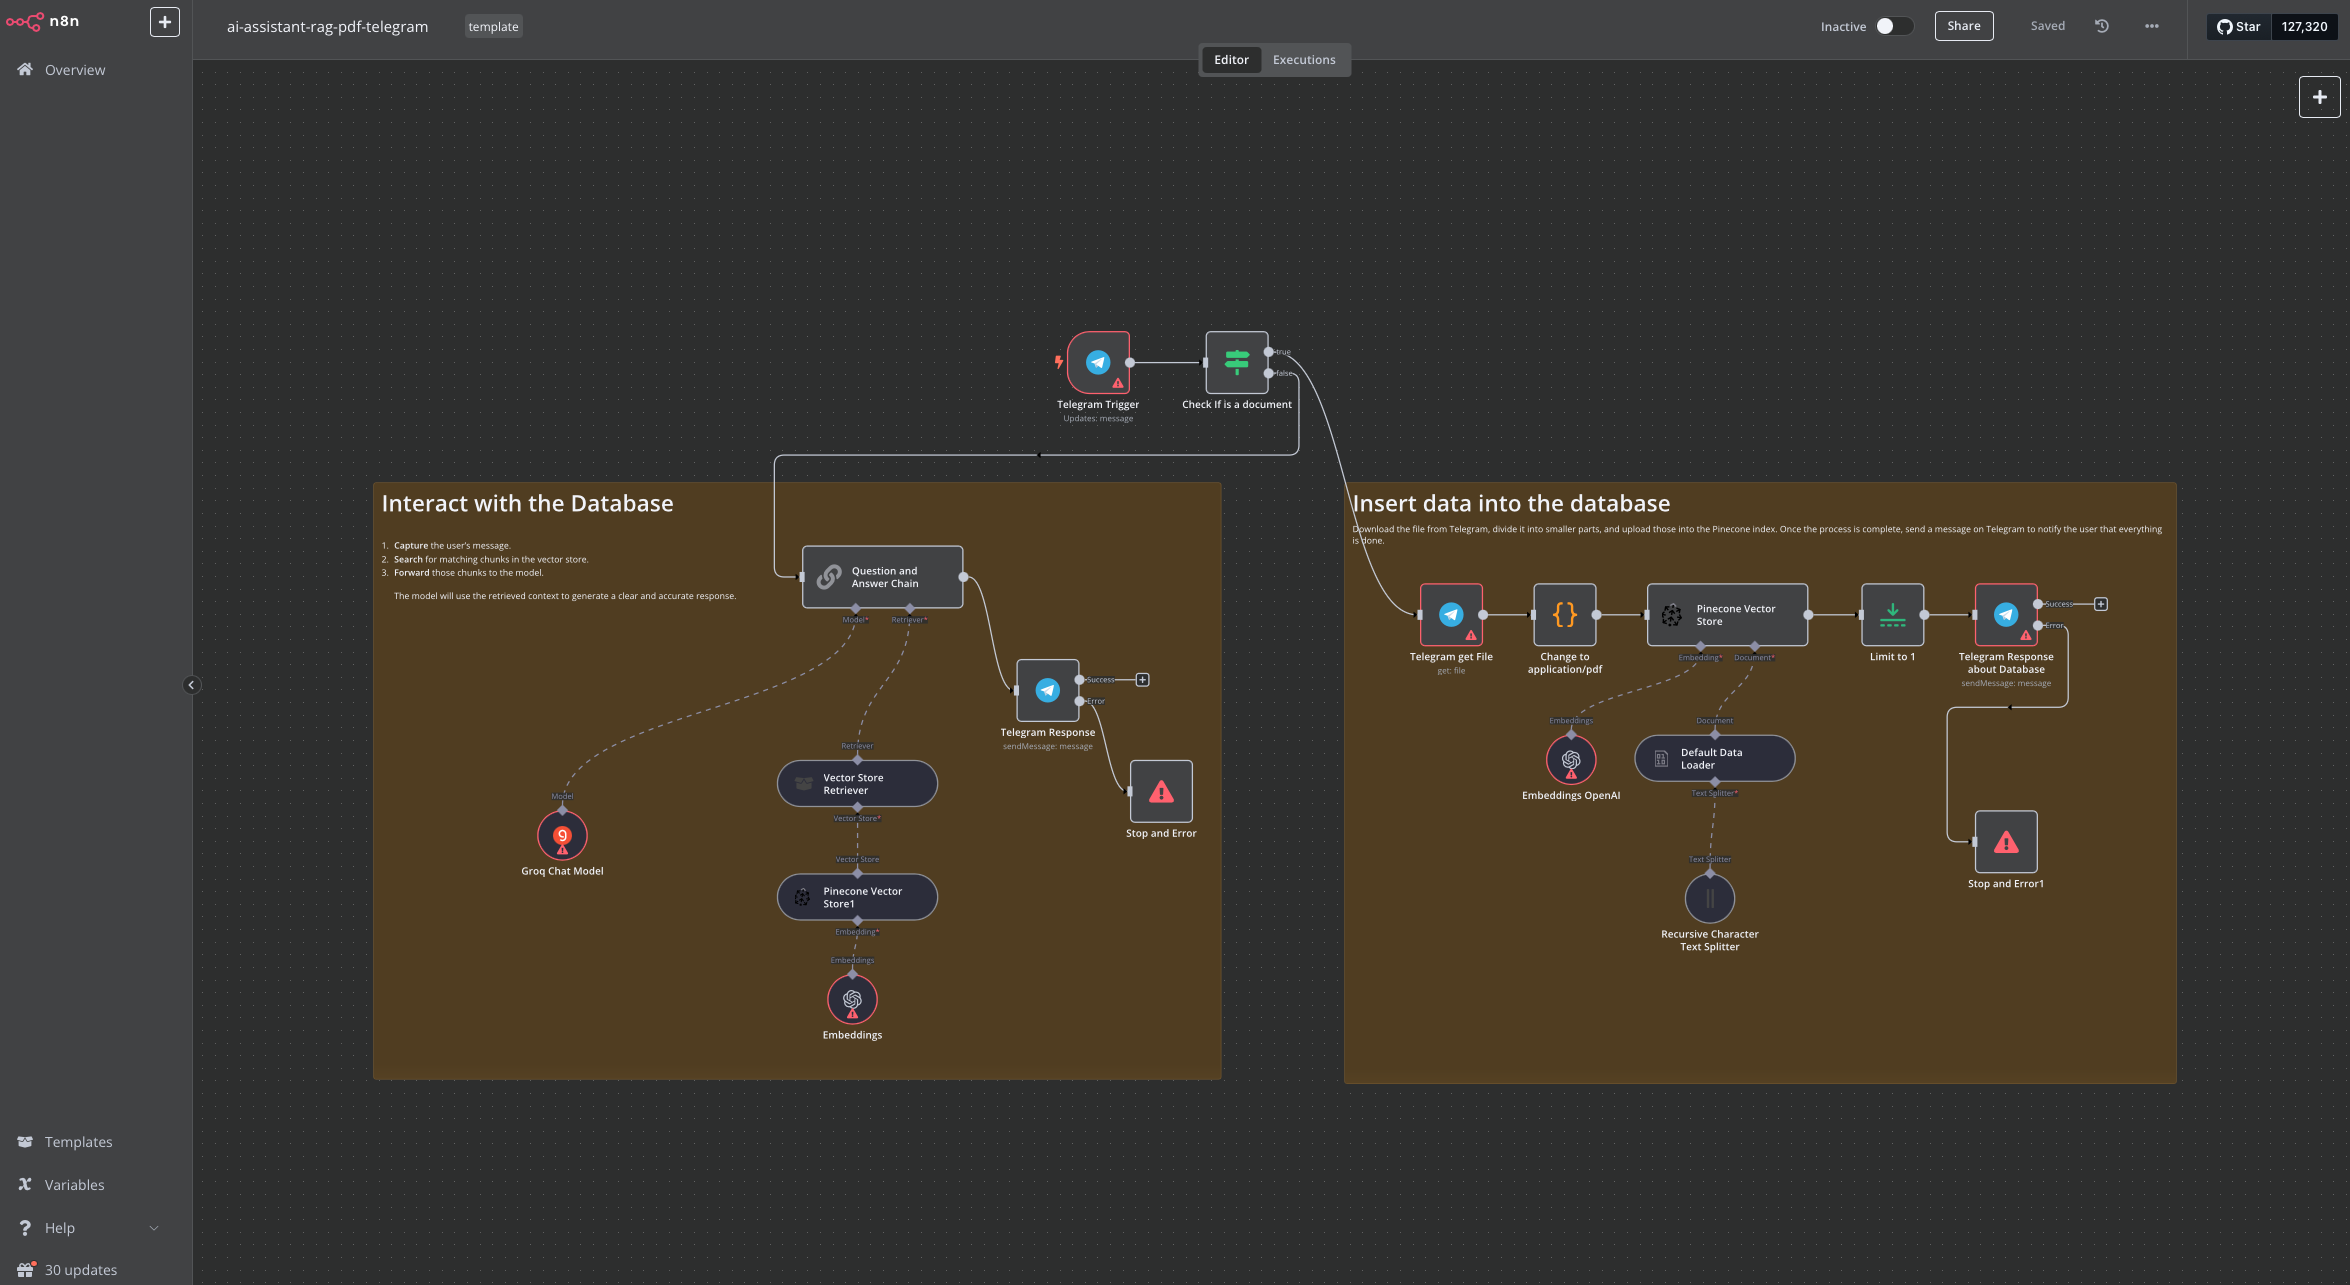 n8n
ai-assistant-rag-pdf-telegram
template
Inactive
Share
Saved
Star
127,320
Editor
Executions
Overview
true
false
Telegram Trigger
Updates: message
Check If is a document
Interact with the Database
1. Capture the user's message.
2. Search for matching chunks in the vector store.
3. Forward those chunks to the model.
The model will use the retrieved context to generate a clear and accurate response.
Question and
Answer Chain
Model*
Retriever*
Success
Error
Telegram Response
sendMessage: message
Retriever
Vector Store
Retriever
Vector Store*
Stop and Error
Model
Groq Chat Model
Vector Store
Pinecone Vector
Store1
Embedding*
Embeddings
Embeddings
Insert data into the database
Download the file from Telegram, divide it into smaller parts, and upload those into the Pinecone index. Once the process is complete, send a message on Telegram to notify the user that everything
is done.
Telegram get File
get: file
{}
Change to
application/pdf
Pinecone Vector
Store
Embedding*
Document*
Limit to 1
Success
Error
Telegram Response
about Database
sendMessage: message
Embeddings
Embeddings OpenAI
Document
Default Data
Loader
Text Splitter*
Text Splitter
Recursive Character
Text Splitter
Stop and Error1
Templates
Variables
Help
30 updates